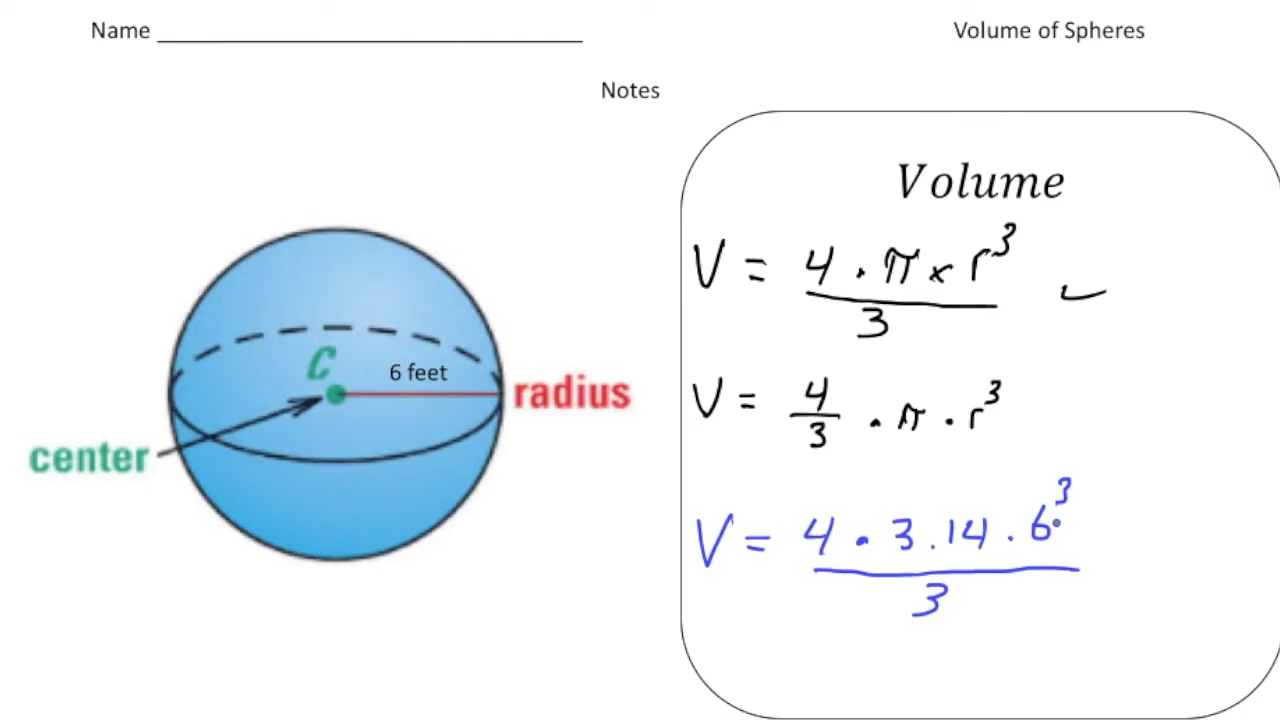 Name ___________________________________ Volume of Spheres
Notes
Volume
V = 4 · π × r³
3
V = 4/3 · π · r³
V = 4 · 3.14 · 6³
3
C
6 feet
radius
center